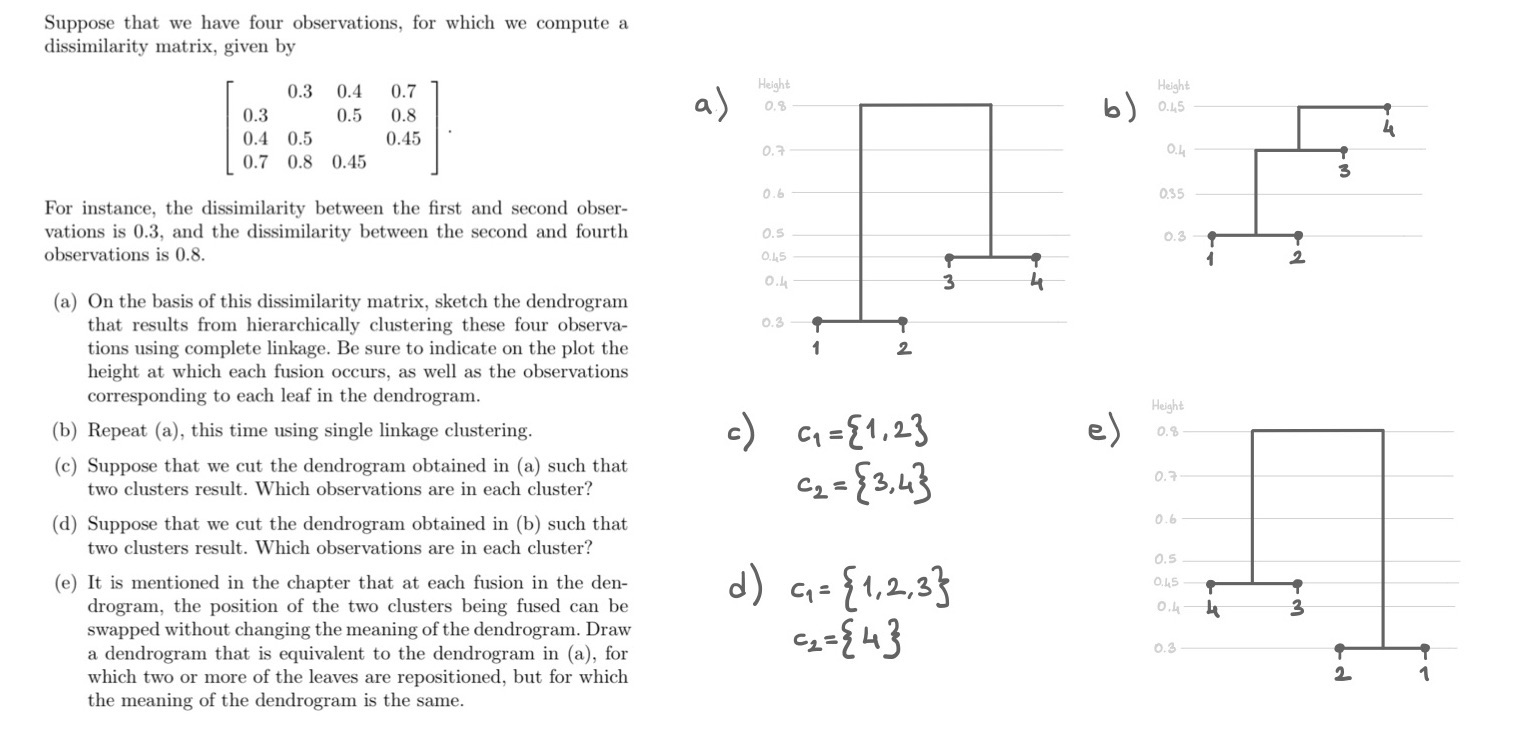 Suppose that we have four observations, for which we compute a
dissimilarity matrix, given by
0.3 0.4 0.7
0.3 0.5 0.8
0.4 0.5 0.45
0.7 0.8 0.45
.
For instance, the dissimilarity between the first and second obser-
vations is 0.3, and the dissimilarity between the second and fourth
observations is 0.8.
(a) On the basis of this dissimilarity matrix, sketch the dendrogram
that results from hierarchically clustering these four observa-
tions using complete linkage. Be sure to indicate on the plot the
height at which each fusion occurs, as well as the observations
corresponding to each leaf in the dendrogram.
(b) Repeat (a), this time using single linkage clustering.
(c) Suppose that we cut the dendrogram obtained in (a) such that
two clusters result. Which observations are in each cluster?
(d) Suppose that we cut the dendrogram obtained in (b) such that
two clusters result. Which observations are in each cluster?
(e) It is mentioned in the chapter that at each fusion in the den-
drogram, the position of the two clusters being fused can be
swapped without changing the meaning of the dendrogram. Draw
a dendrogram that is equivalent to the dendrogram in (a), for
which two or more of the leaves are repositioned, but for which
the meaning of the dendrogram is the same.
a)
Height
0.8
0.7
0.6
0.5
0.45
0.4
0.3
3 4
1 2
b)
Height
0.45
0.4
0.35
0.3
4
3
1 2
c) C₁ = {1,2}
C₂ = {3,4}
d) C₁ = {1,2,3}
C₂ = {4}
e)
Height
0.8
0.7
0.6
0.5
0.45
0.4
0.3
4 3
2 1